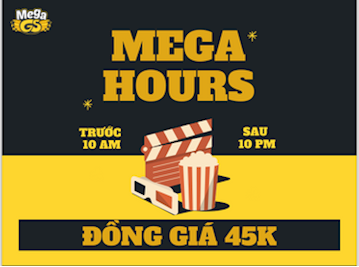 Mega
GS
MEGA
HOURS
TRƯỚC
10 AM
SAU
10 PM
ĐỒNG GIÁ 45K